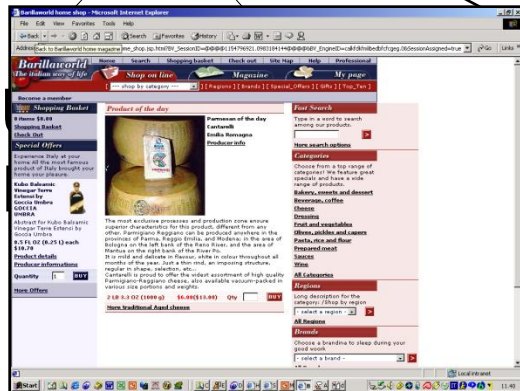 Barillaworld home shop - Microsoft Internet Explorer
File Edit View Favorites Tools Help
Back Search Favorites History
Address
Back to Barillaworld home magazine
Go Links
Barillaworld
The indian way of life
Home Search Shopping basket Check out Site Map Help Professional
Shop on line Magazine My page
[ --- shop by category --- ] [ Regions ] [ Brands ] [ Special_Offers ] [ Gifts ] [ Top_Ten ]
Become a member
Shopping Basket
0 items $0.00
Shopping Basket
Check Out
Special Offers
Experience Italy at your
home All the most famous
product of Italy brought your
home your pleasure.
Kubo Balsamic
Vinegar Terre
Estensi by
Goccia Umbra
GOCCIA
UMBRA
Abstract for Kubo Balsamic
Vinegar Terre Estensi by
Goccia Umbra
8.5 FL OZ (0.25 l) each
$18.70
Product details
Producer informations
Quantity 1 BUY
More Offers
Product of the day
Parmesan of the day
Cantarelli
Emilia Romagna
Producer info
The most exclusive processes and production zone ensure
superior characteristics for this product, different from any
other. Parmigiano Reggiano can be produced anywhere in the
province of Parma, Reggio Emilia, and Modena; in the area of
Bologna on the left bank of the Reno River, and the area of
Mantua on the right bank of the River Po.
It is mild and delicate in flavour, white in colour throughout all
months of the year. Just a thin rind, an imposing structure,
regular in shape, selection, etc..
Cantarelli is proud to offer the widest assortment of high quality
Parmigiano-Reggiano cheese, also available vacuum-packed in
various size portions and weights.
2 LB 3.3 OZ (1000 g) $6.00($13.00) Qty BUY
More traditional Aged cheese
Fast Search
Type in a word to search
among our products.
More search options
Categories
Choose from a top range of
categories! We feature great
specials and have a wide
range of products.
Bakery, sweets and dessert
Beverage, coffee
Cheese
Dressing
Fruit and vegetables
Olives, pickles and capers
Pasta, rice and flour
Prepared meat
Sauces
Wine
All Categories
Regions
Long description for the
category: /Shop by region
- select a region -
All Regions
Brands
Choose a brandine to sleep during your
good woork
- select a brand -
Local intranet
Start
11.40